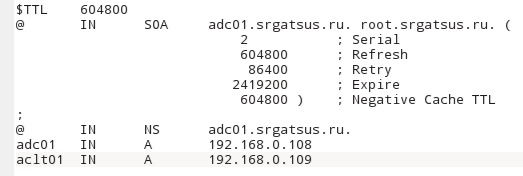 $TTL    604800
@       IN      SOA     adc01.srgatsus.ru. root.srgatsus.ru. (
                              2         ; Serial
                         604800         ; Refresh
                          86400         ; Retry
                        2419200         ; Expire
                         604800 )       ; Negative Cache TTL
;
@       IN      NS      adc01.srgatsus.ru.
adc01   IN      A       192.168.0.108
aclt01  IN      A       192.168.0.109